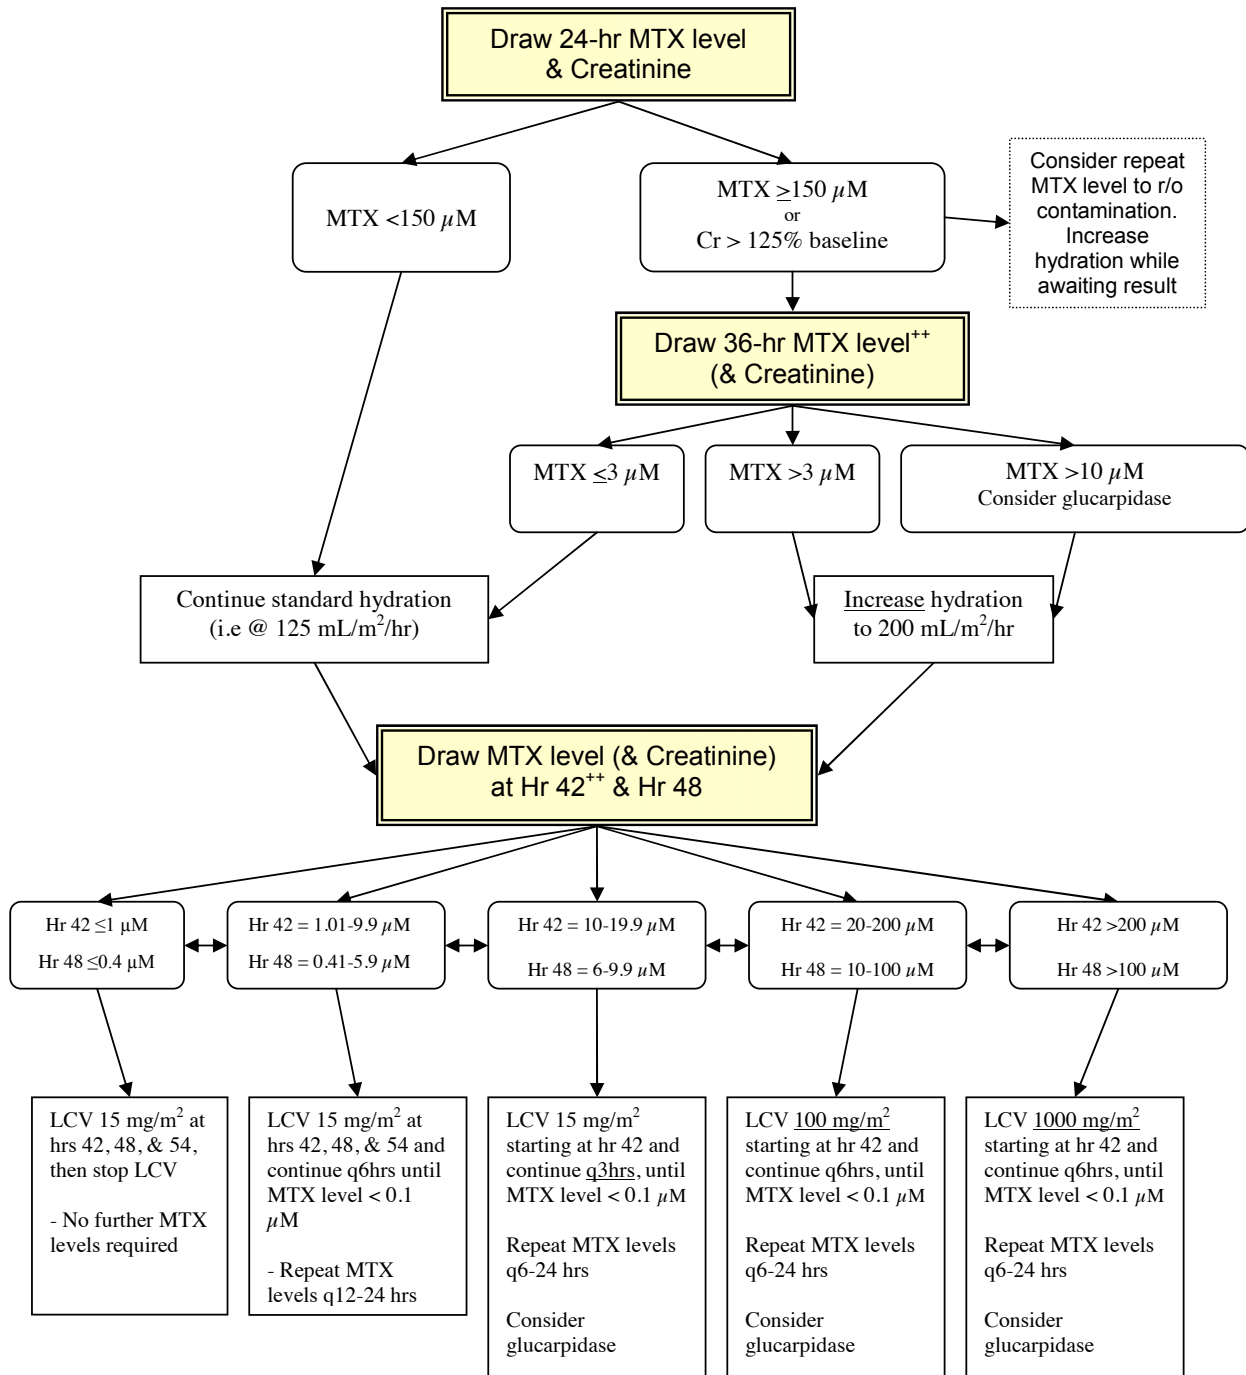 Draw 24-hr MTX level
& Creatinine
MTX <150 µM
MTX ≥150 µM
or
Cr > 125% baseline
Consider repeat
MTX level to r/o
contamination.
Increase
hydration while
awaiting result
Draw 36-hr MTX level⁺⁺
(& Creatinine)
MTX ≤3 µM
MTX >3 µM
MTX >10 µM
Consider glucarpidase
Continue standard hydration
(i.e @ 125 mL/m²/hr)
Increase hydration
to 200 mL/m²/hr
Draw MTX level (& Creatinine)
at Hr 42⁺⁺ & Hr 48
Hr 42 ≤1 µM
Hr 48 ≤0.4 µM
Hr 42 = 1.01-9.9 µM
Hr 48 = 0.41-5.9 µM
Hr 42 = 10-19.9 µM
Hr 48 = 6-9.9 µM
Hr 42 = 20-200 µM
Hr 48 = 10-100 µM
Hr 42 >200 µM
Hr 48 >100 µM
LCV 15 mg/m² at
hrs 42, 48, & 54,
then stop LCV
- No further MTX
levels required
LCV 15 mg/m² at
hrs 42, 48, & 54 and
continue q6hrs until
MTX level < 0.1
µM
- Repeat MTX
levels q12-24 hrs
LCV 15 mg/m²
starting at hr 42 and
continue q3hrs, until
MTX level < 0.1 µM
Repeat MTX levels
q6-24 hrs
Consider
glucarpidase
LCV 100 mg/m²
starting at hr 42 and
continue q6hrs, until
MTX level < 0.1 µM
Repeat MTX levels
q6-24 hrs
Consider
glucarpidase
LCV 1000 mg/m²
starting at hr 42 and
continue q6hrs, until
MTX level < 0.1 µM
Repeat MTX levels
q6-24 hrs
Consider
glucarpidase